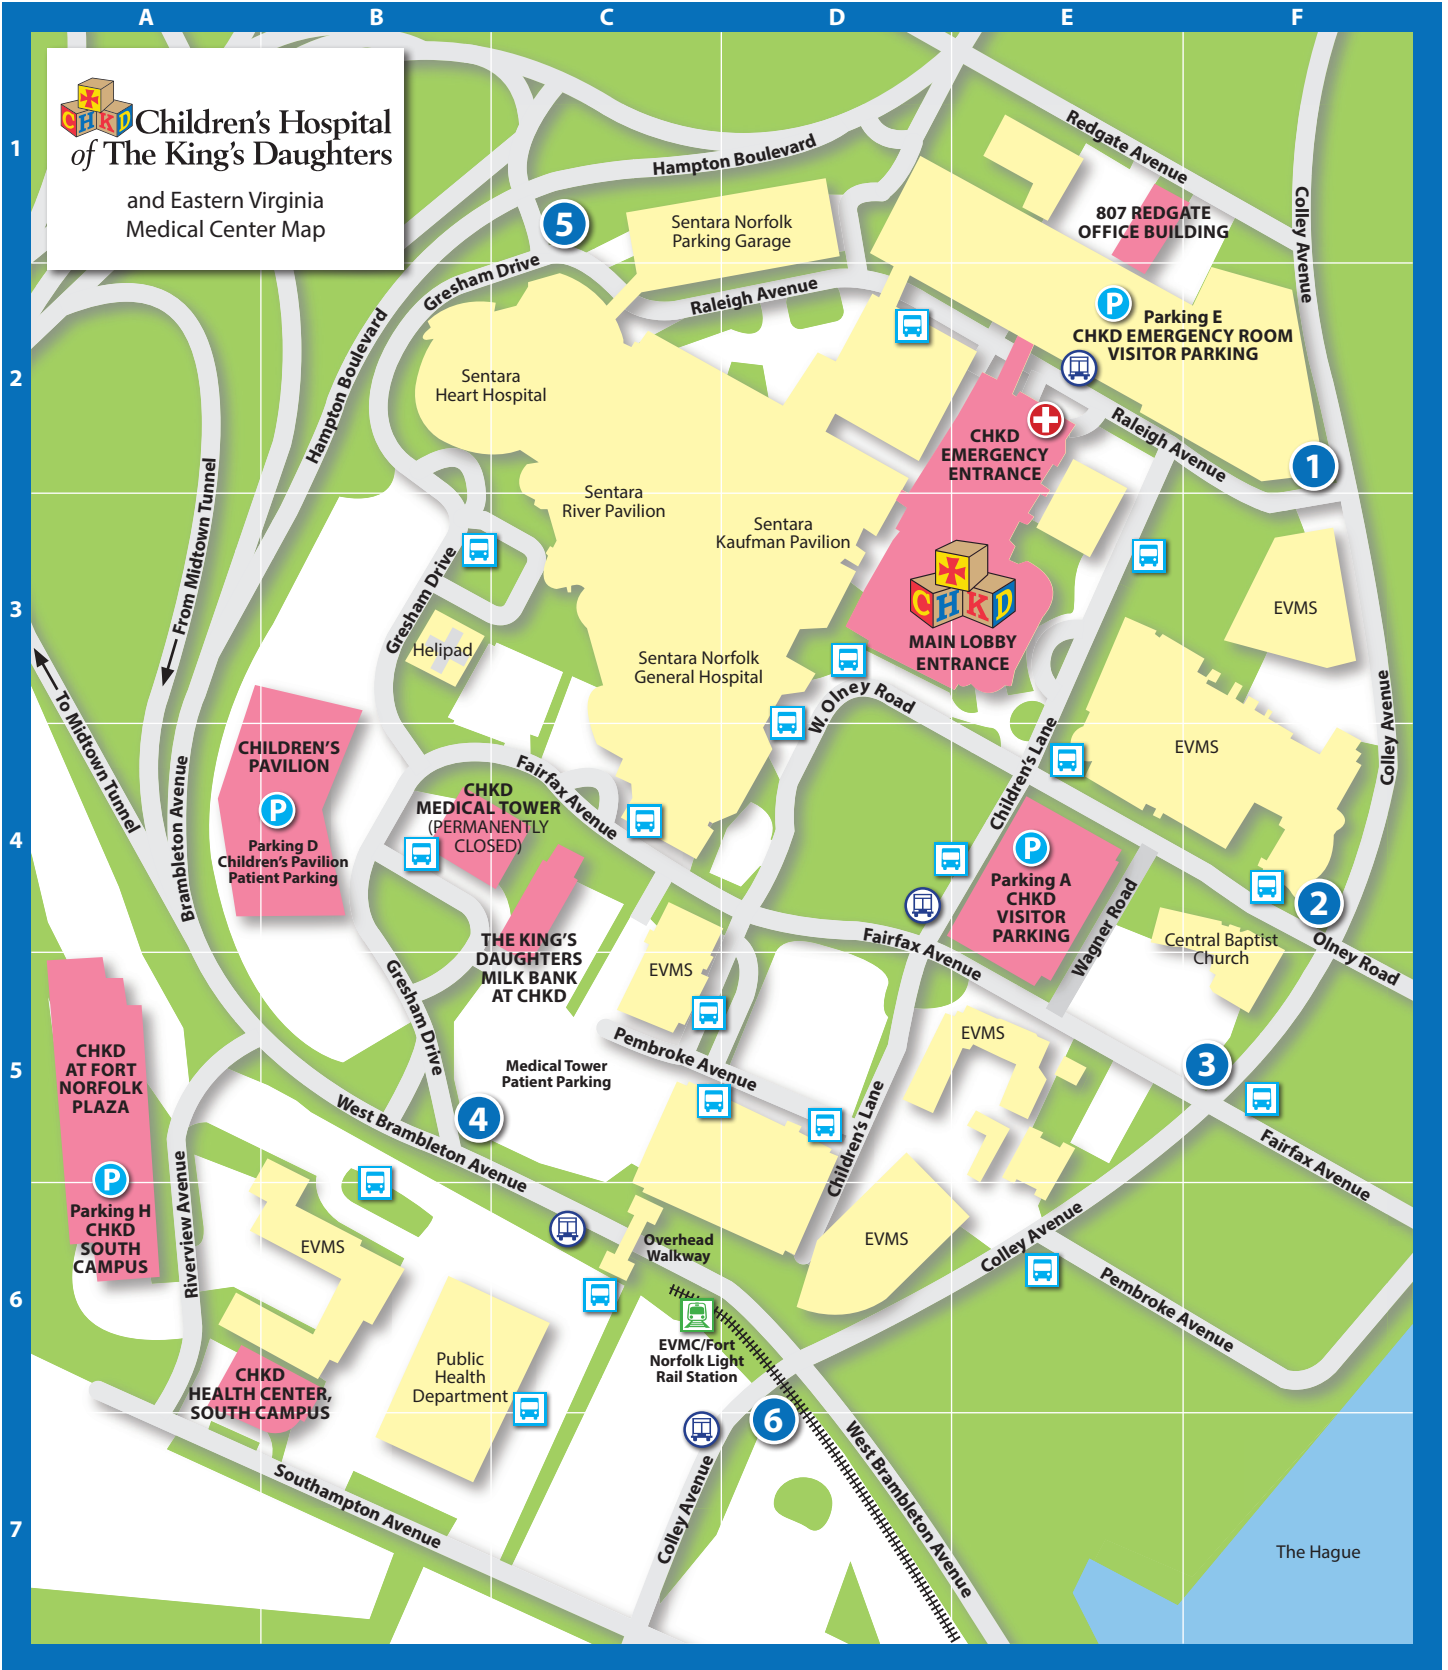 A B C D E F
1
2
3
4
5
6
7
CHKD
Children's Hospital
of The King's Daughters
and Eastern Virginia
Medical Center Map
Redgate Avenue
Hampton Boulevard
5
Sentara Norfolk
Parking Garage
807 REDGATE
OFFICE BUILDING
Colley Avenue
Gresham Drive
Raleigh Avenue
P
Parking E
CHKD EMERGENCY ROOM
VISITOR PARKING
Hampton Boulevard
Sentara
Heart Hospital
Raleigh Avenue
CHKD
EMERGENCY
ENTRANCE
1
From Midtown Tunnel
Sentara
River Pavilion
Sentara
Kaufman Pavilion
Gresham Drive
CHKD
MAIN LOBBY
ENTRANCE
EVMS
Helipad
Sentara Norfolk
General Hospital
To Midtown Tunnel
W. Olney Road
Colley Avenue
CHILDREN'S
PAVILION
P
Parking D
Children's Pavilion
Patient Parking
Brambleton Avenue
Fairfax Avenue
CHKD
MEDICAL TOWER
(PERMANENTLY
CLOSED)
Children's Lane
EVMS
P
Parking A
CHKD
VISITOR
PARKING
Wagner Road
2
Olney Road
Central Baptist
Church
THE KING'S
DAUGHTERS
MILK BANK
AT CHKD
Fairfax Avenue
EVMS
Gresham Drive
EVMS
CHKD
AT FORT
NORFOLK
PLAZA
Pembroke Avenue
Medical Tower
Patient Parking
3
4
West Brambleton Avenue
Children's Lane
Fairfax Avenue
P
Parking H
CHKD
SOUTH
CAMPUS
Riverview Avenue
EVMS
Overhead
Walkway
EVMS
Colley Avenue
Pembroke Avenue
EVMC/Fort
Norfolk Light
Rail Station
Public
Health
Department
CHKD
HEALTH CENTER,
SOUTH CAMPUS
6
West Brambleton Avenue
Southampton Avenue
Colley Avenue
The Hague